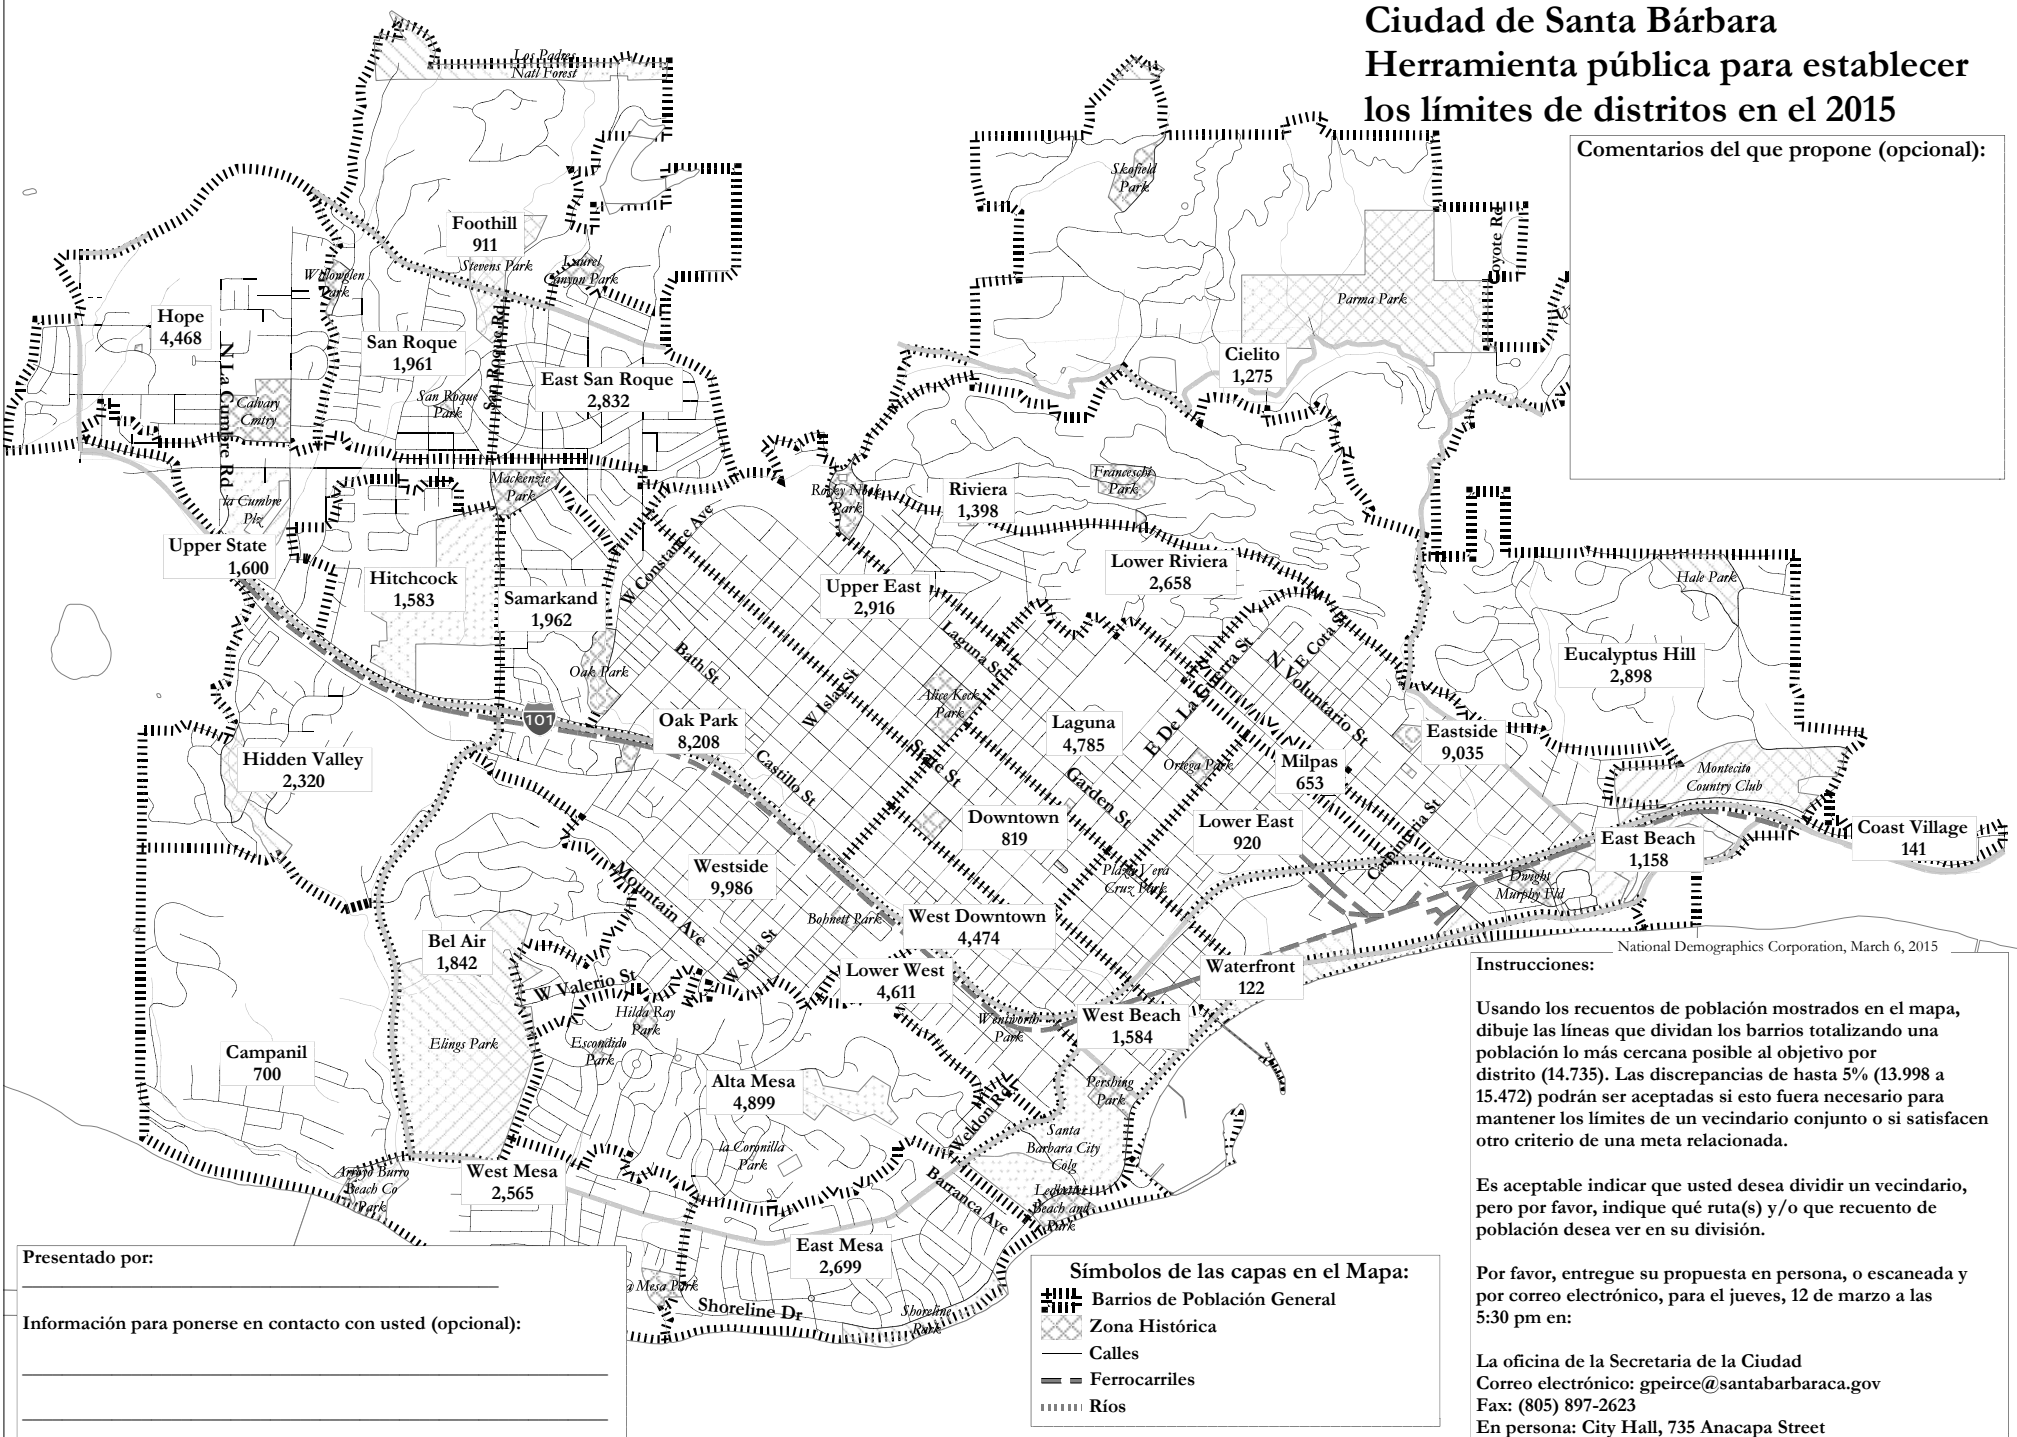 Ciudad de Santa Bárbara
Herramienta pública para establecer
los límites de distritos en el 2015
Comentarios del que propone (opcional):
Los Padres
Natl Forest
Skofield
Park
Foothill
911
Stevens Park
Laurel
Canyon Park
Willowglen
Park
Coyote Rd
Parma Park
Hope
4,468
San Roque
1,961
San Roque Rd
East San Roque
2,832
Cielito
1,275
N La Cumbre Rd
Calvary
Cmtry
San Roque
Park
Mackenzie
Park
Rocky Nook
Park
Franceschi
Park
Riviera
1,398
la Cumbre
Plz
Upper State
1,600
Hitchcock
1,583
Samarkand
1,962
W Constance Ave
Upper East
2,916
Lower Riviera
2,658
Hale Park
Laguna St
Eucalyptus Hill
2,898
Oak Park
Bath St
W Islay St
Alice Keck
Park
E De La Guerra St
N Voluntario St
E Cota St
101
Oak Park
8,208
State St
Laguna
4,785
Ortega Park
Milpas
653
Eastside
9,035
Hidden Valley
2,320
Castillo St
Garden St
Montecito
Country Club
Downtown
819
Lower East
920
Carpinteria St
East Beach
1,158
Coast Village
141
Westside
9,986
Mountain Ave
Plaza Vera
Cruz Park
Dwight
Murphy Fld
Bohnett Park
West Downtown
4,474
Bel Air
1,842
W Sola St
W Valerio St
Lower West
4,611
Waterfront
122
Hilda Ray
Park
Wentworth
Park
West Beach
1,584
Elings Park
Escondido
Park
Campanil
700
Alta Mesa
4,899
Pershing
Park
Weldon Rd
Santa
Barbara City
Colg
la Coronilla
Park
Arroyo Burro
Beach Co
Park
West Mesa
2,565
Barranca Ave
Leadbetter
Beach and
Park
East Mesa
2,699
Mesa Park
Shoreline Dr
Shoreline
Park
National Demographics Corporation, March 6, 2015
Instrucciones:
Usando los recuentos de población mostrados en el mapa,
dibuje las líneas que dividan los barrios totalizando una
población lo más cercana posible al objetivo por
distrito (14.735). Las discrepancias de hasta 5% (13.998 a
15.472) podrán ser aceptadas si esto fuera necesario para
mantener los límites de un vecindario conjunto o si satisfacen
otro criterio de una meta relacionada.
Es aceptable indicar que usted desea dividir un vecindario,
pero por favor, indique qué ruta(s) y/o que recuento de
población desea ver en su división.
Por favor, entregue su propuesta en persona, o escaneada y
por correo electrónico, para el jueves, 12 de marzo a las
5:30 pm en:
La oficina de la Secretaria de la Ciudad
Correo electrónico: gpeirce@santabarbaraca.gov
Fax: (805) 897-2623
En persona: City Hall, 735 Anacapa Street
Símbolos de las capas en el Mapa:
Barrios de Población General
Zona Histórica
Calles
Ferrocarriles
Ríos
Presentado por:
Información para ponerse en contacto con usted (opcional):